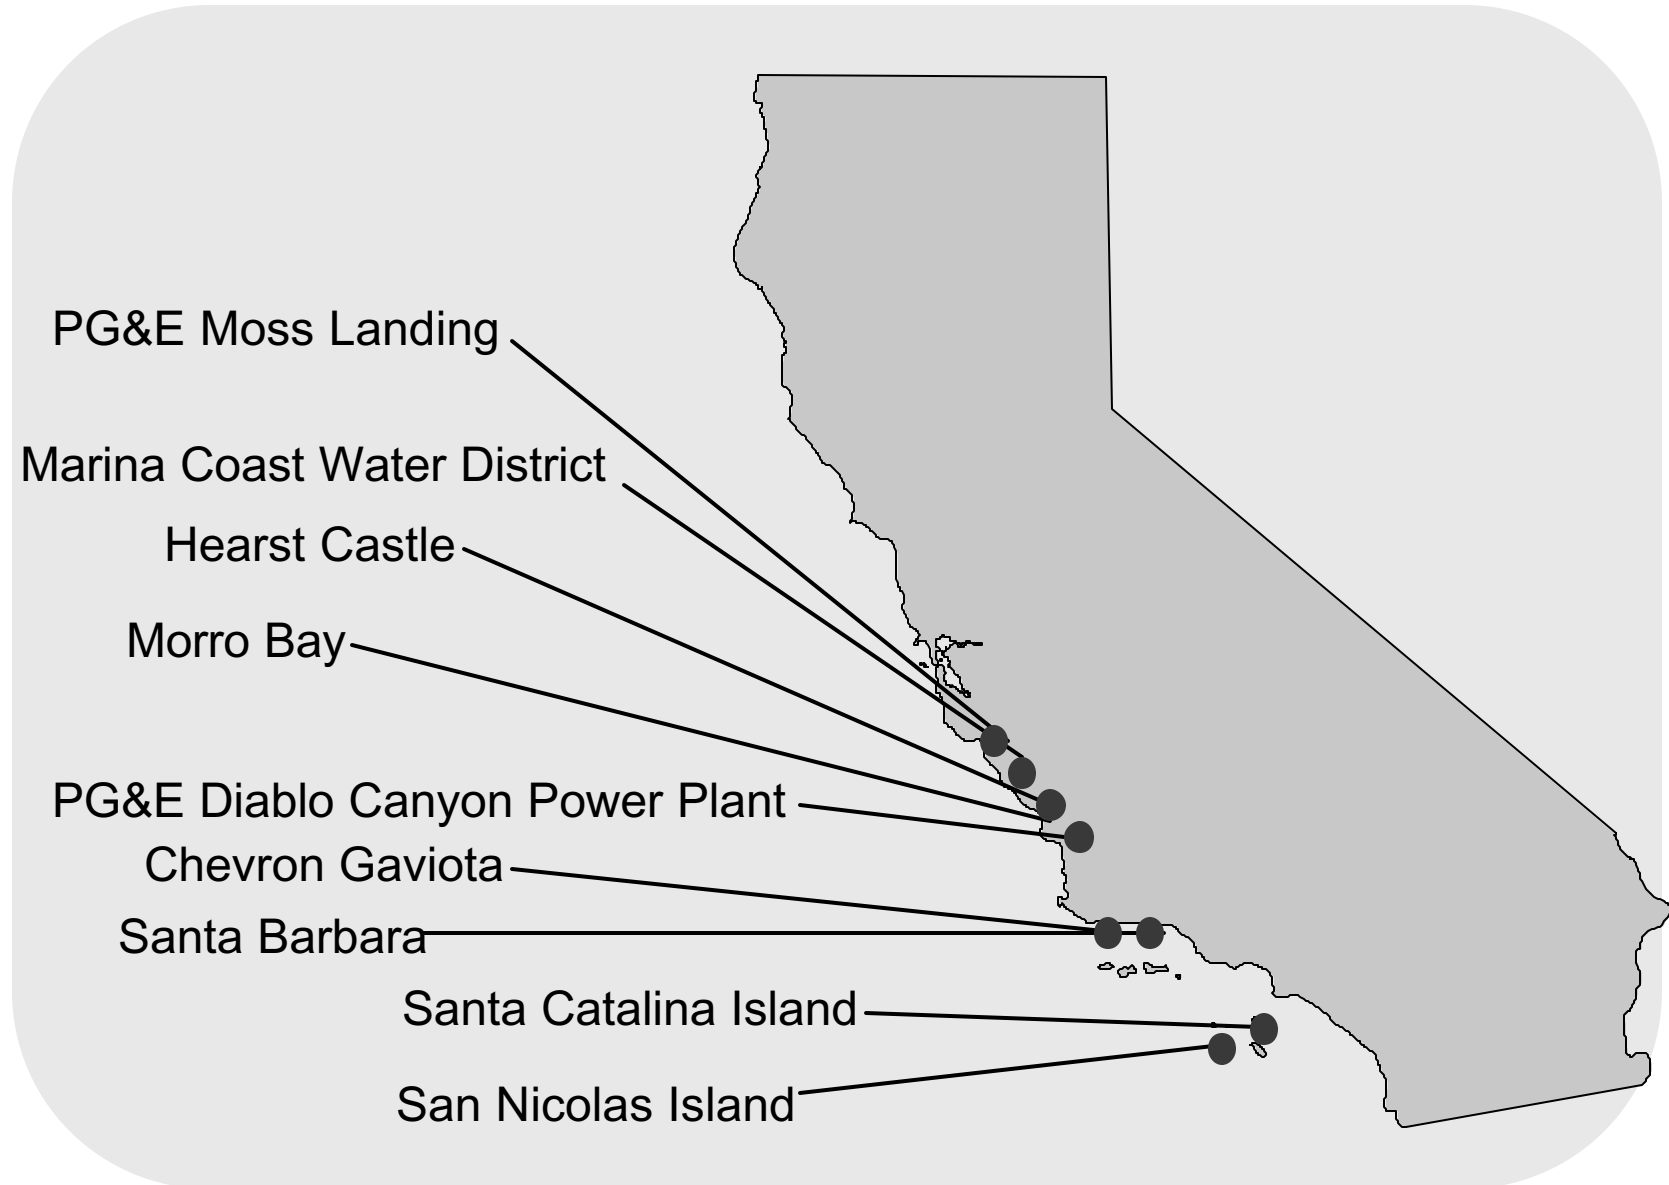 PG&E Moss Landing
Marina Coast Water District
Hearst Castle
Morro Bay
PG&E Diablo Canyon Power Plant
Chevron Gaviota
Santa Barbara
Santa Catalina Island
San Nicolas Island